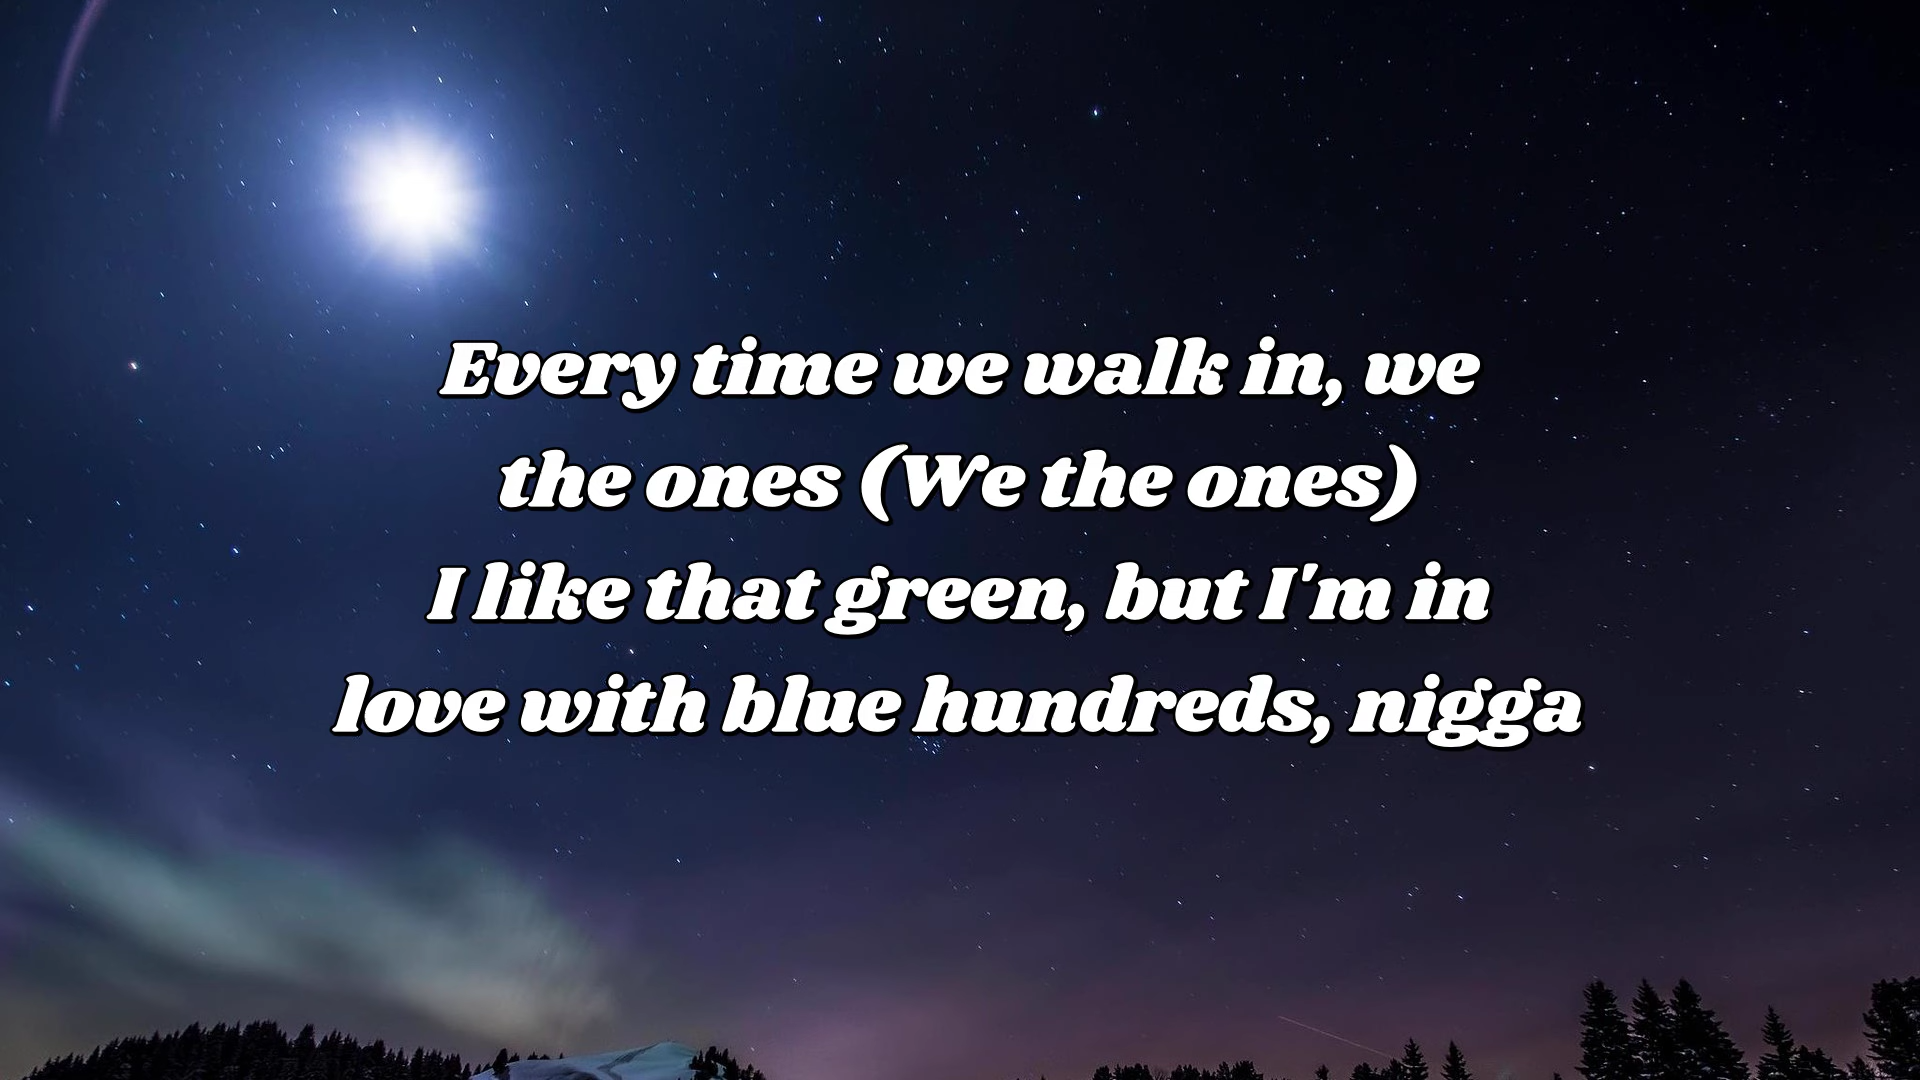 Every time we walk in, we
the ones (We the ones)
I like that green, but I'm in
love with blue hundreds, nigga